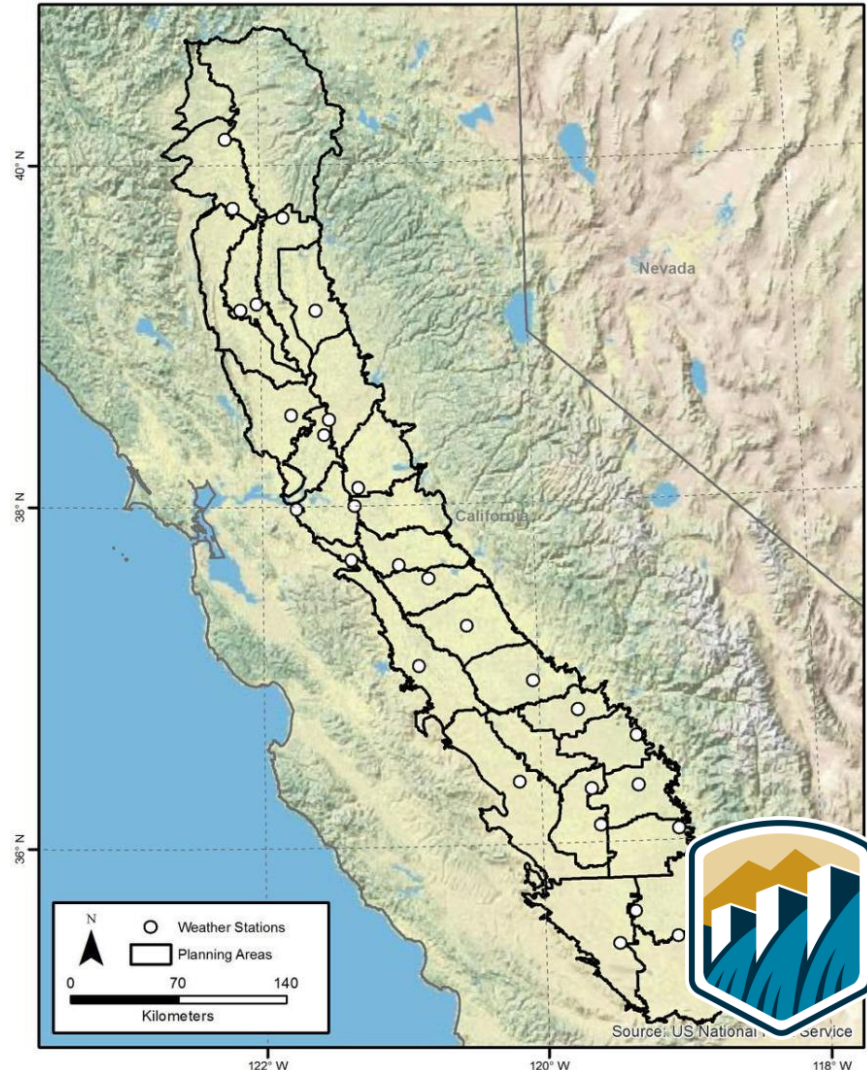 40° N
Nevada
38° N
California
36° N
N
Weather Stations
Planning Areas
0 70 140
Kilometers
Source: US National Service
122° W 120° W 118° W